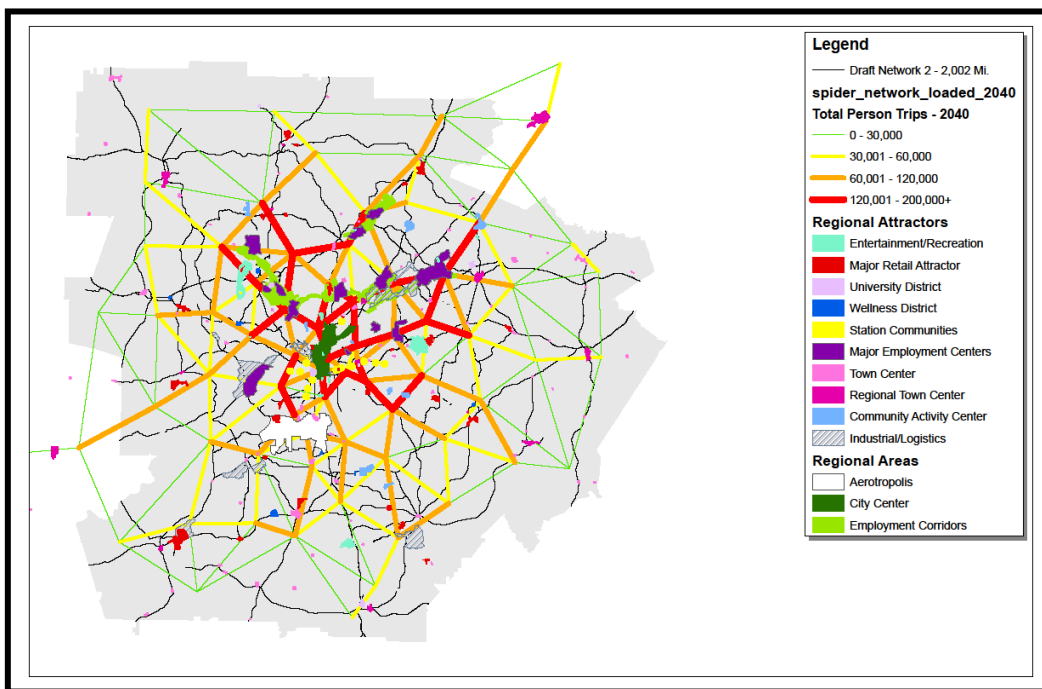 Legend
Draft Network 2 - 2,002 Mi.
spider_network_loaded_2040
Total Person Trips - 2040
0 - 30,000
30,001 - 60,000
60,001 - 120,000
120,001 - 200,000+
Regional Attractors
Entertainment/Recreation
Major Retail Attractor
University District
Wellness District
Station Communities
Major Employment Centers
Town Center
Regional Town Center
Community Activity Center
Industrial/Logistics
Regional Areas
Aerotropolis
City Center
Employment Corridors